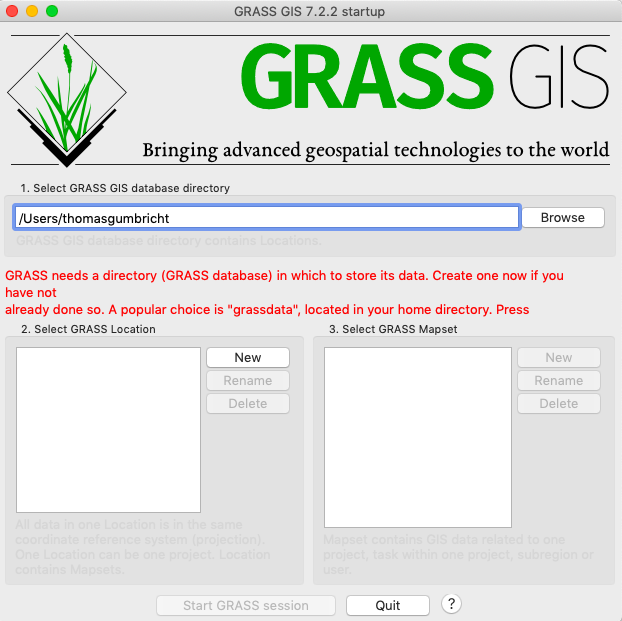 GRASS GIS 7.2.2 startup
GRASS GIS
Bringing advanced geospatial technologies to the world
1. Select GRASS GIS database directory
/Users/thomasgumbricht
Browse
GRASS GIS database directory contains Locations.
GRASS needs a directory (GRASS database) in which to store its data. Create one now if you
have not
already done so. A popular choice is "grassdata", located in your home directory. Press
2. Select GRASS Location
New
Rename
Delete
All data in one Location is in the same
coordinate reference system (projection).
One Location can be one project. Location
contains Mapsets.
3. Select GRASS Mapset
New
Rename
Delete
Mapset contains GIS data related to one
project, task within one project, subregion or
user.
Start GRASS session
Quit
?